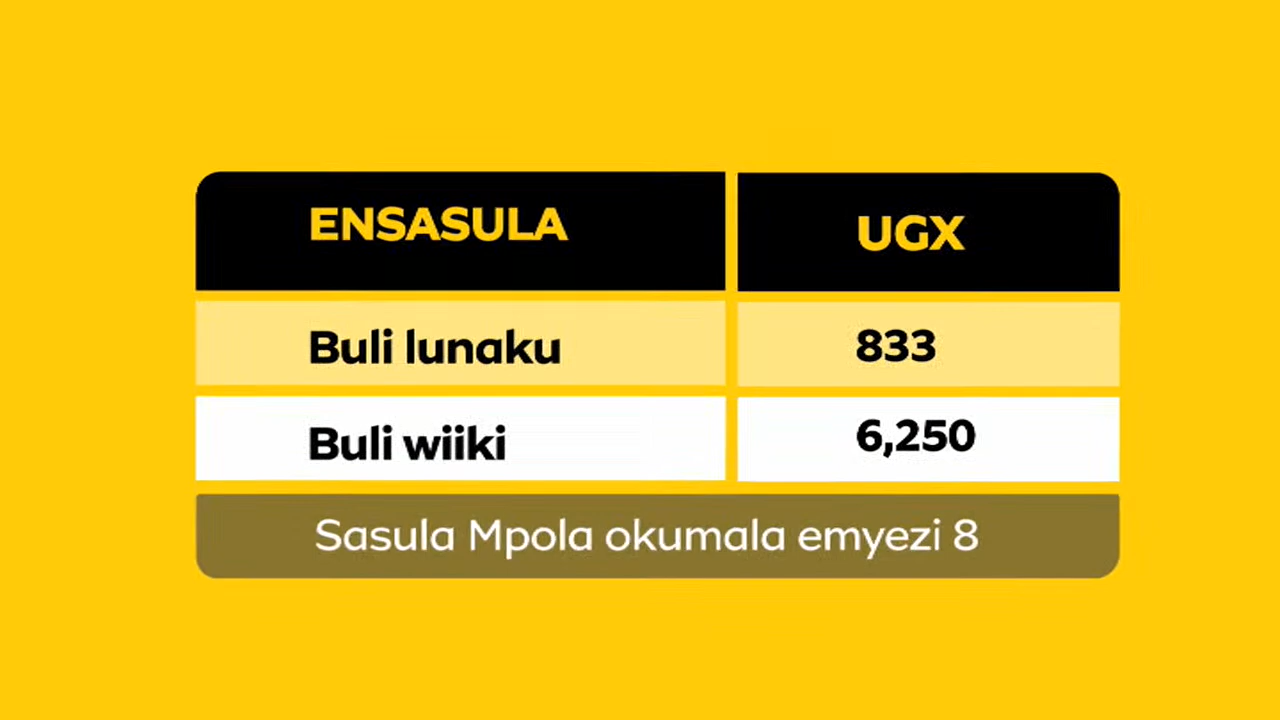 ENSASULA UGX
Buli lunaku 833
Buli wiiki 6,250
Sasula Mpola okumala emyezi 8